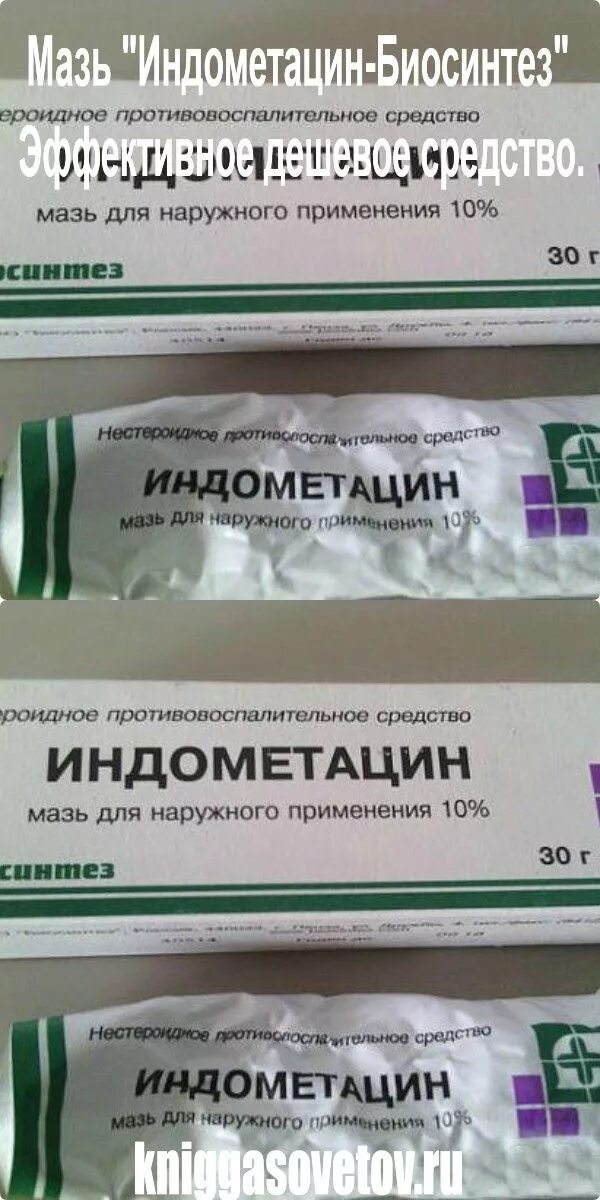 Мазь "Индометацин-Биосинтез"
ероидное противовоспалительное средство
Эффективное дешевое средство.
ИНДОМЕТАЦИН
мазь для наружного применения 10%
30 г
осинтез
Нестероидное противовоспалительное средство
ИНДОМЕТАЦИН
мазь для наружного применения 10%
роидное противовоспалительное средство
ИНДОМЕТАЦИН
мазь для наружного применения 10%
30 г
синтез
Нестероидное противовоспалительное средство
ИНДОМЕТАЦИН
мазь для наружного применения 10%
kniggasovetov.ru